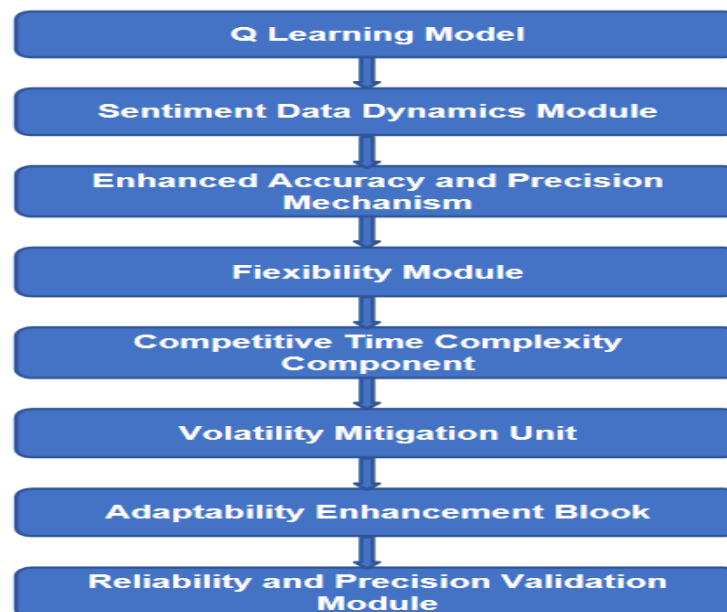 Q Learning Model
Sentiment Data Dynamics Module
Enhanced Accuracy and Precision
Mechanism
Fiexibility Module
Competitive Time Complexity
Component
Volatility Mitigation Unit
Adaptability Enhancement Blook
Reliability and Precision Validation
Module